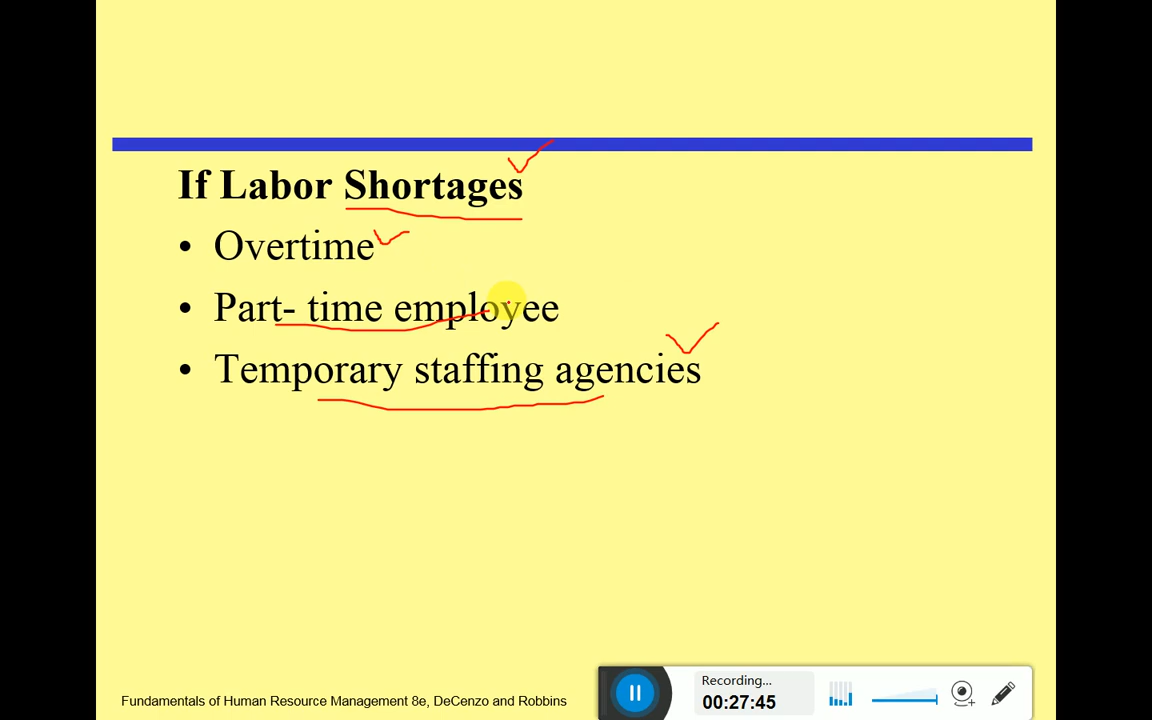 If Labor Shortages
• Overtime
• Part- time employee
• Temporary staffing agencies
Fundamentals of Human Resource Management 8e, DeCenzo and Robbins
Recording...
00:27:45